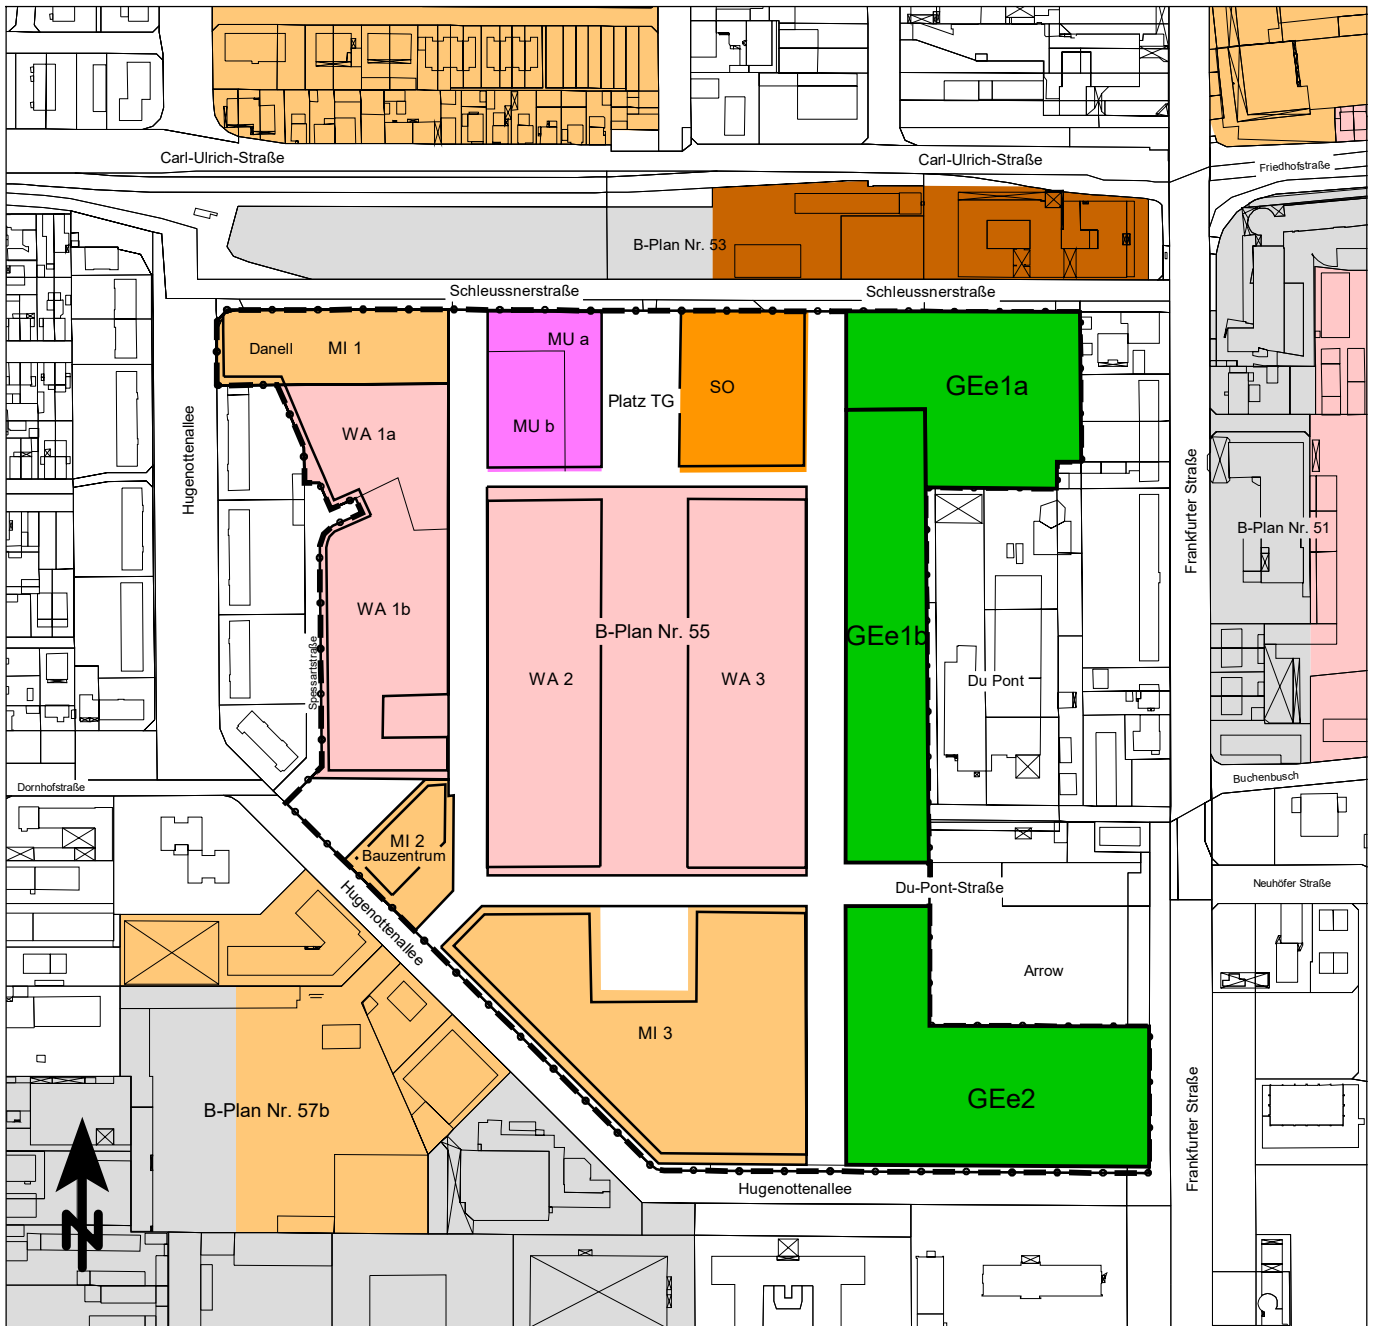 Carl-Ulrich-Straße
Carl-Ulrich-Straße
Friedhofstraße
B-Plan Nr. 53
Schleussnerstraße
Schleussnerstraße
Danell
MI 1
MU a
SO
GEe1a
Platz TG
MU b
WA 1a
Hugenottenallee
Frankfurter Straße
B-Plan Nr. 51
WA 1b
B-Plan Nr. 55
GEe1b
Spessartstraße
WA 2
WA 3
Du Pont
Dornhofstraße
Buchenbusch
MI 2
Bauzentrum
Du-Pont-Straße
Neuhöfer Straße
Hugenottenallee
Arrow
MI 3
B-Plan Nr. 57b
GEe2
Frankfurter Straße
Hugenottenallee
N